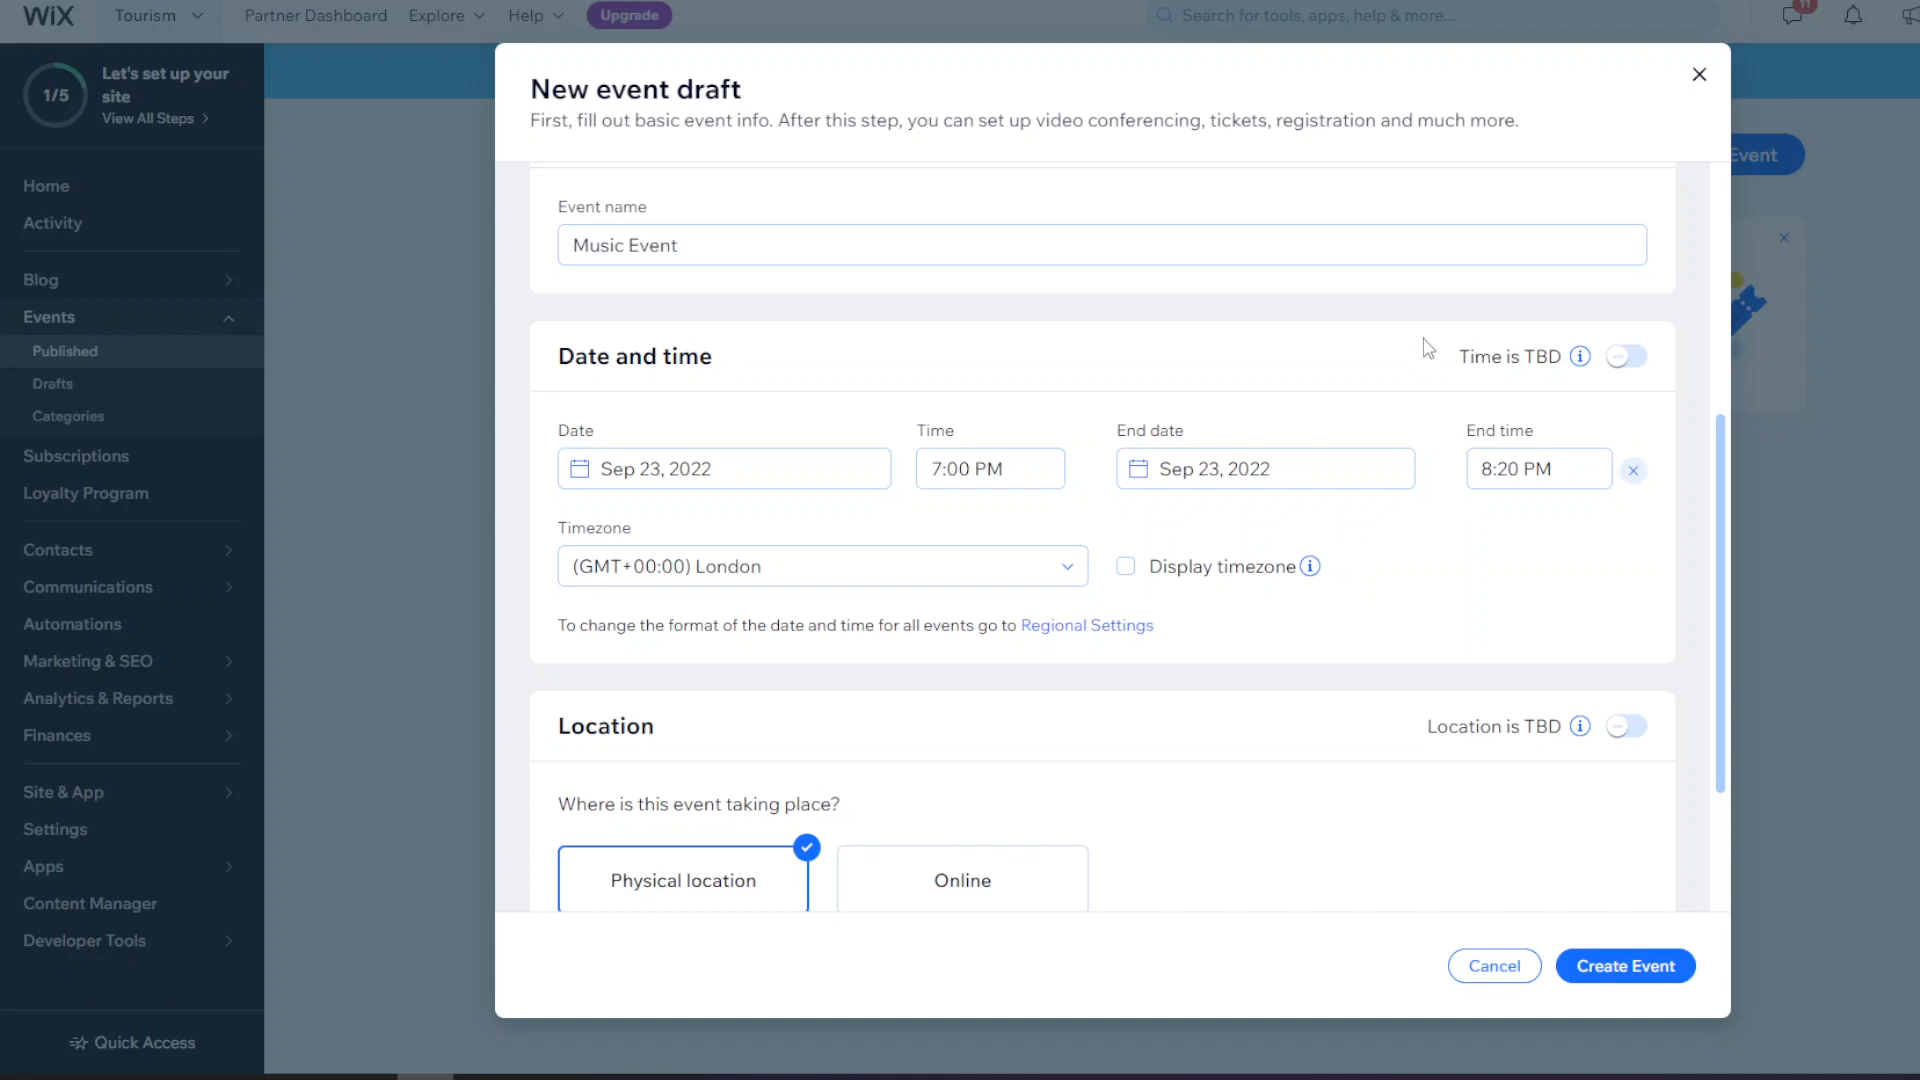 WiX Tourism Partner Dashboard Explore Help Upgrade Search for tools, apps, help & more... 11
1/5
Let's set up your
site
View All Steps
Home
Activity
Blog
Events
Published
Drafts
Categories
Subscriptions
Loyalty Program
Contacts
Communications
Automations
Marketing & SEO
Analytics & Reports
Finances
Site & App
Settings
Apps
Content Manager
Developer Tools
Quick Access
New event draft
First, fill out basic event info. After this step, you can set up video conferencing, tickets, registration and much more.
Event
Event name
Music Event
Date and time
Time is TBD
Date Time End date End time
Sep 23, 2022 7:00 PM Sep 23, 2022 8:20 PM
Timezone
(GMT+00:00) London Display timezone
To change the format of the date and time for all events go to Regional Settings
Location
Location is TBD
Where is this event taking place?
Physical location Online
Cancel Create Event